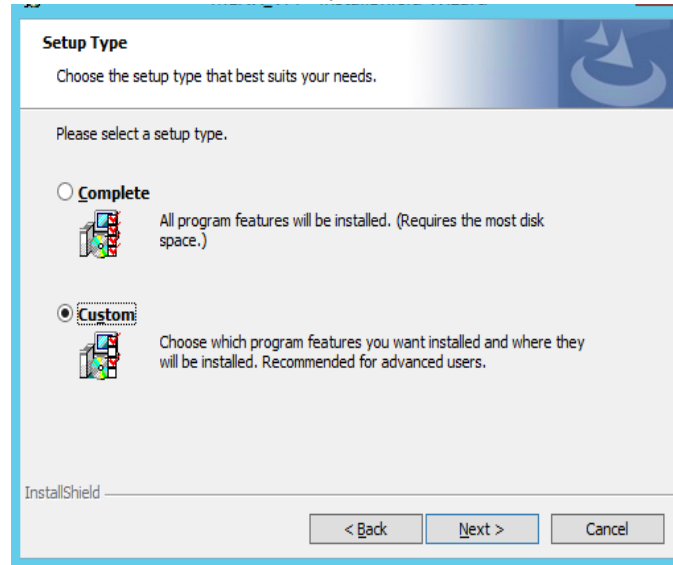 Setup Type
Choose the setup type that best suits your needs.
Please select a setup type.
Complete
All program features will be installed. (Requires the most disk
space.)
Custom
Choose which program features you want installed and where they
will be installed. Recommended for advanced users.
InstallShield
< Back Next > Cancel